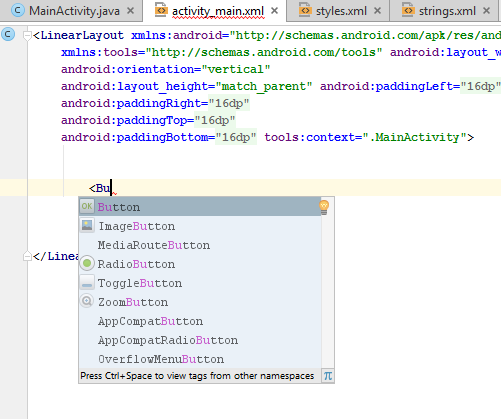 MainActivity.java activity_main.xml styles.xml strings.xml
<LinearLayout xmlns:android="http://schemas.android.com/apk/res/and
xmlns:tools="http://schemas.android.com/tools" android:layout_w
android:orientation="vertical"
android:layout_height="match_parent" android:paddingLeft="16dp"
android:paddingRight="16dp"
android:paddingTop="16dp"
android:paddingBottom="16dp" tools:context=".MainActivity">
<Bu
Button
ImageButton
MediaRouteButton
RadioButton
</Linea
ToggleButton
ZoomButton
AppCompatButton
AppCompatRadioButton
OverflowMenuButton
Press Ctrl+Space to view tags from other namespaces π